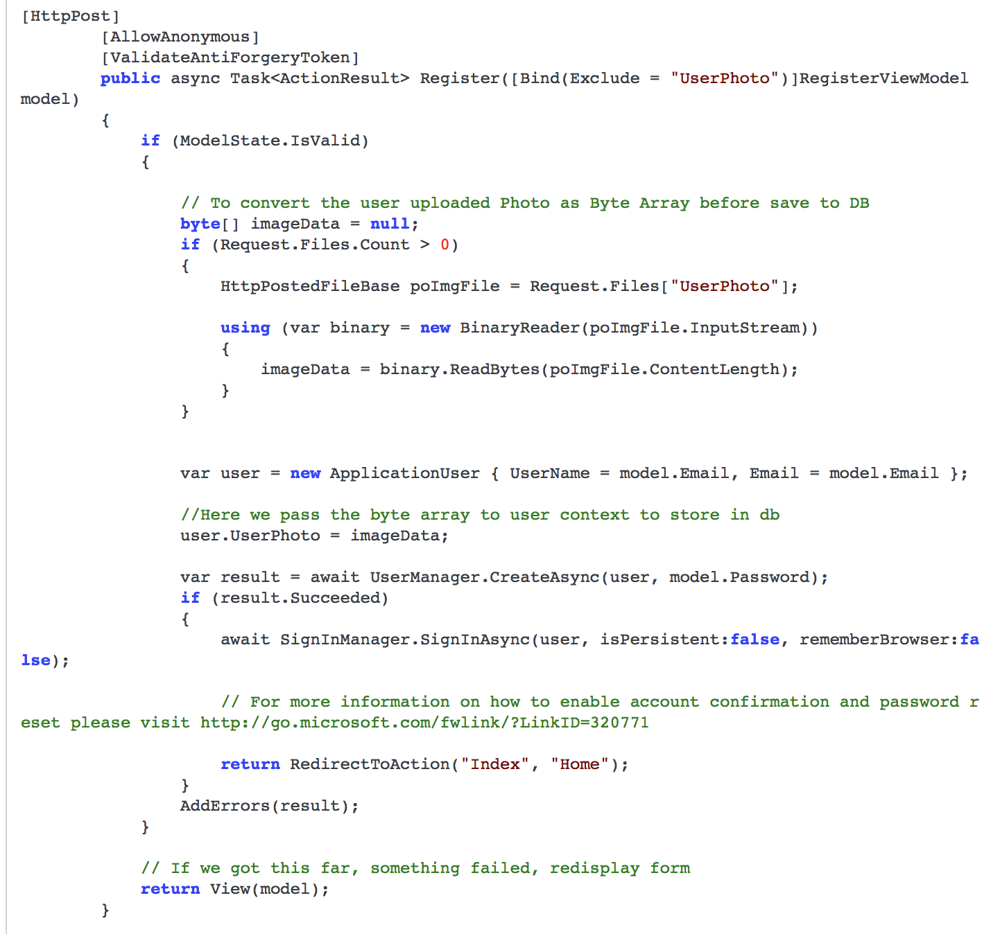 [HttpPost]
        [AllowAnonymous]
        [ValidateAntiForgeryToken]
        public async Task<ActionResult> Register([Bind(Exclude = "UserPhoto")]RegisterViewModel
model)
        {
            if (ModelState.IsValid)
            {

                // To convert the user uploaded Photo as Byte Array before save to DB
                byte[] imageData = null;
                if (Request.Files.Count > 0)
                {
                    HttpPostedFileBase poImgFile = Request.Files["UserPhoto"];

                    using (var binary = new BinaryReader(poImgFile.InputStream))
                    {
                        imageData = binary.ReadBytes(poImgFile.ContentLength);
                    }
                }


                var user = new ApplicationUser { UserName = model.Email, Email = model.Email };

                //Here we pass the byte array to user context to store in db
                user.UserPhoto = imageData;

                var result = await UserManager.CreateAsync(user, model.Password);
                if (result.Succeeded)
                {
                    await SignInManager.SignInAsync(user, isPersistent:false, rememberBrowser:fa
lse);

                    // For more information on how to enable account confirmation and password r
eset please visit http://go.microsoft.com/fwlink/?LinkID=320771

                    return RedirectToAction("Index", "Home");
                }
                AddErrors(result);
            }

            // If we got this far, something failed, redisplay form
            return View(model);
        }